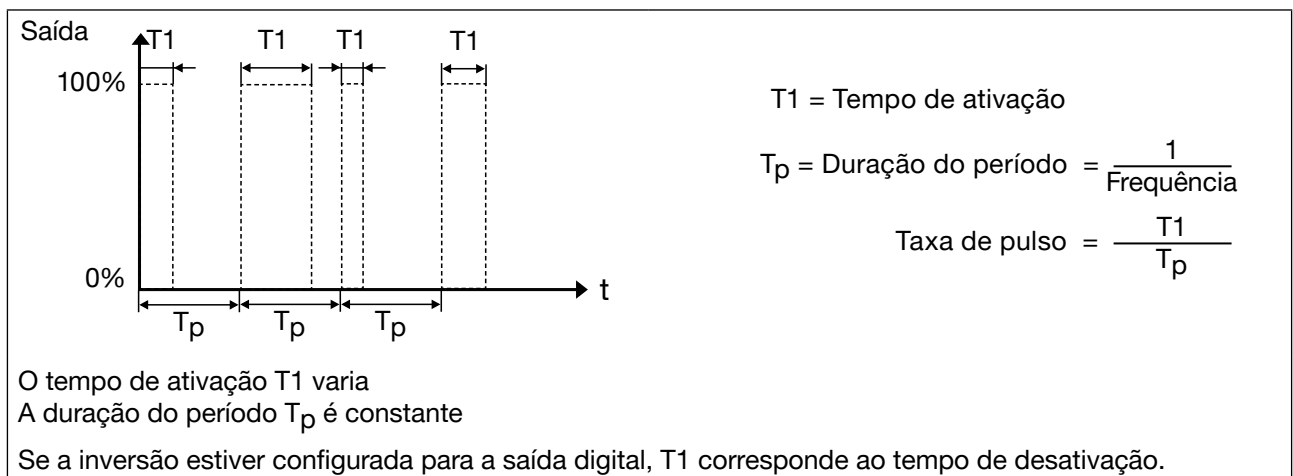 Saída
T1 T1 T1 T1
100%
0%
t
Tp Tp Tp
T1 = Tempo de ativação
Tp = Duração do período = 1
Frequência
Taxa de pulso = T1
Tp
O tempo de ativação T1 varia
A duração do período Tp é constante
Se a inversão estiver configurada para a saída digital, T1 corresponde ao tempo de desativação.